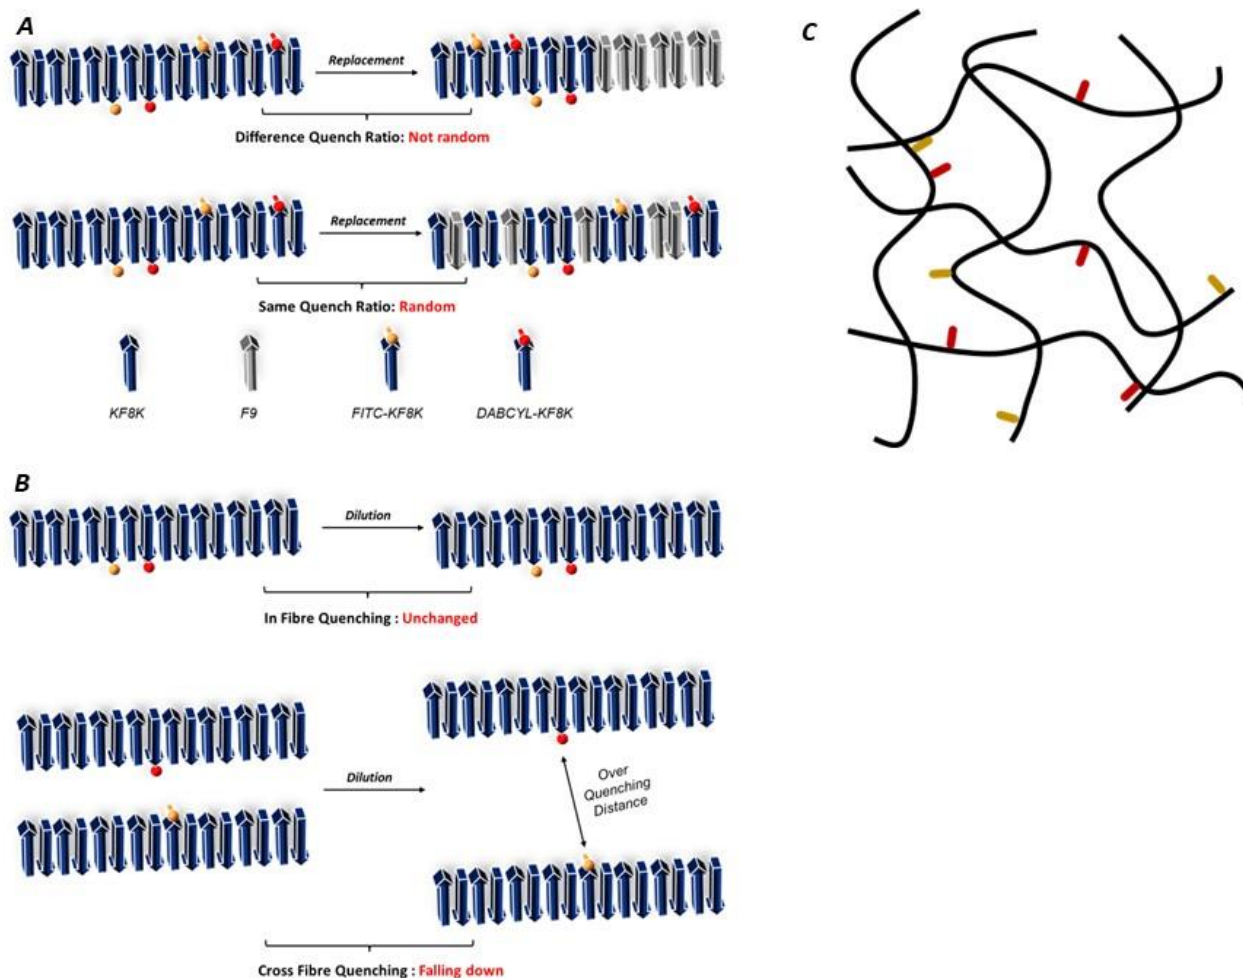 A
Replacement
Difference Quench Ratio: Not random
Replacement
Same Quench Ratio: Random
KF8K
F9
FITC-KF8K
DABCYL-KF8K
B
Dilution
In Fibre Quenching : Unchanged
Dilution
Over
Quenching
Distance
Cross Fibre Quenching : Falling down
C